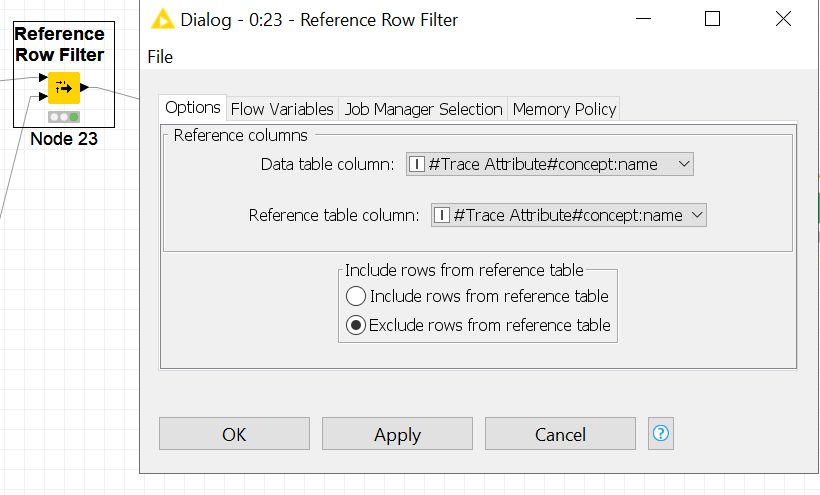 Reference
Row Filter
Node 23
Dialog - 0:23 - Reference Row Filter
File
Options Flow Variables Job Manager Selection Memory Policy
Reference columns
Data table column: I #Trace Attribute#concept:name
Reference table column: I #Trace Attribute#concept:name
Include rows from reference table
Include rows from reference table
Exclude rows from reference table
OK Apply Cancel ?